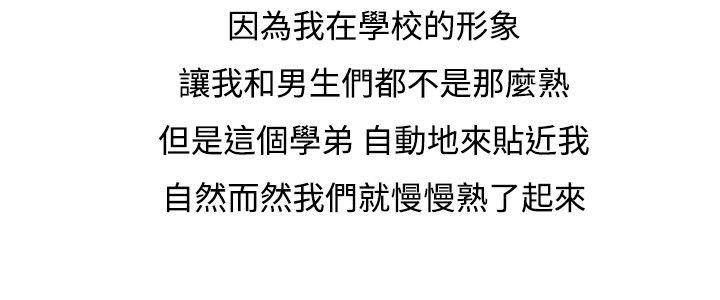 因為我在學校的形象
讓我和男生們都不是那麼熟
但是這個學弟 自動地來貼近我
自然而然我們就慢慢熟了起來